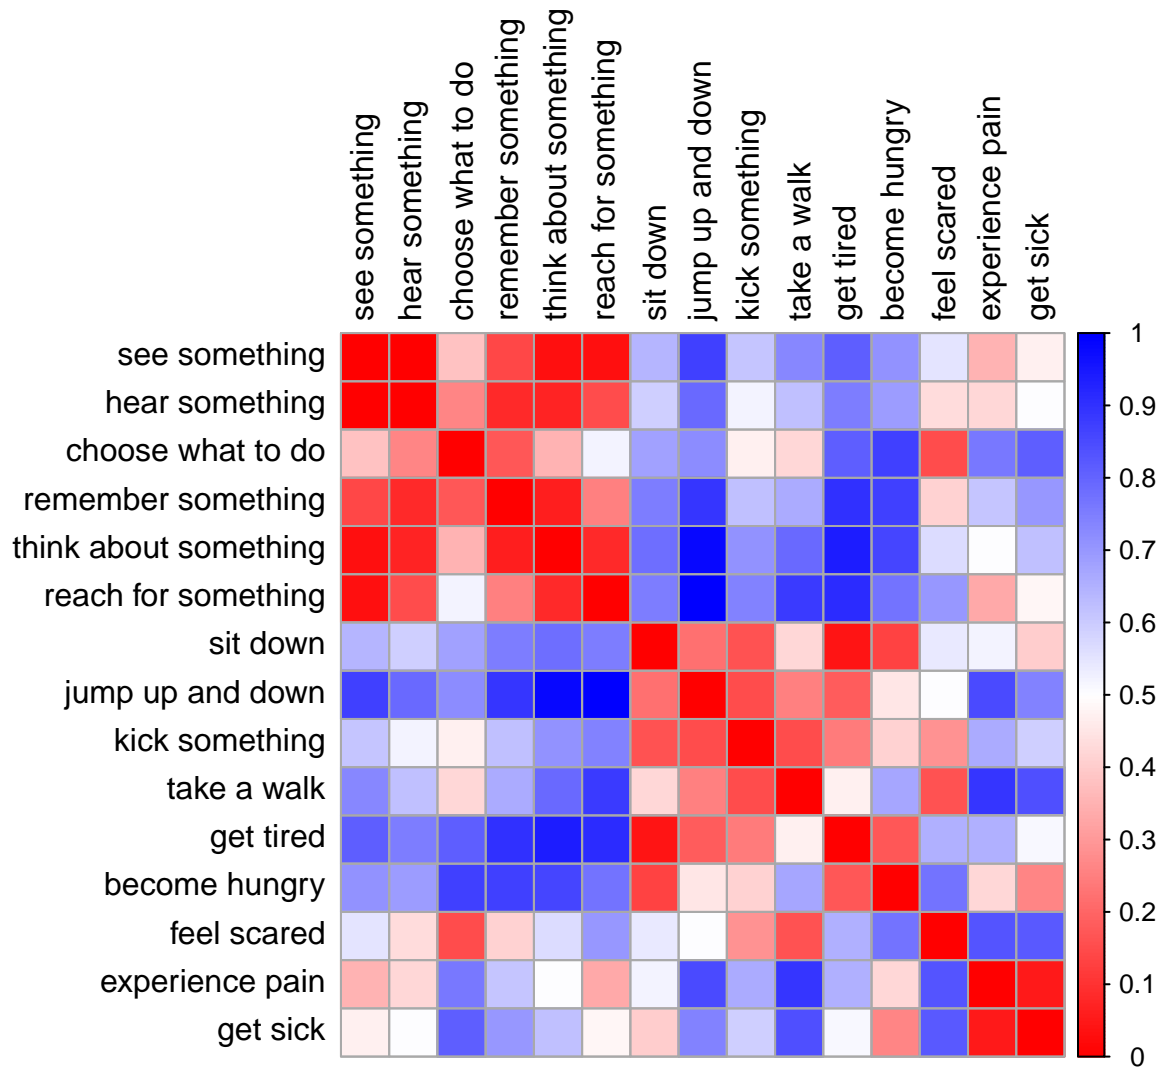 see something
hear something
choose what to do
remember something
think about something
reach for something
sit down
jump up and down
kick something
take a walk
get tired
become hungry
feel scared
experience pain
get sick
see something
hear something
choose what to do
remember something
think about something
reach for something
sit down
jump up and down
kick something
take a walk
get tired
become hungry
feel scared
experience pain
get sick
1
0.9
0.8
0.7
0.6
0.5
0.4
0.3
0.2
0.1
0